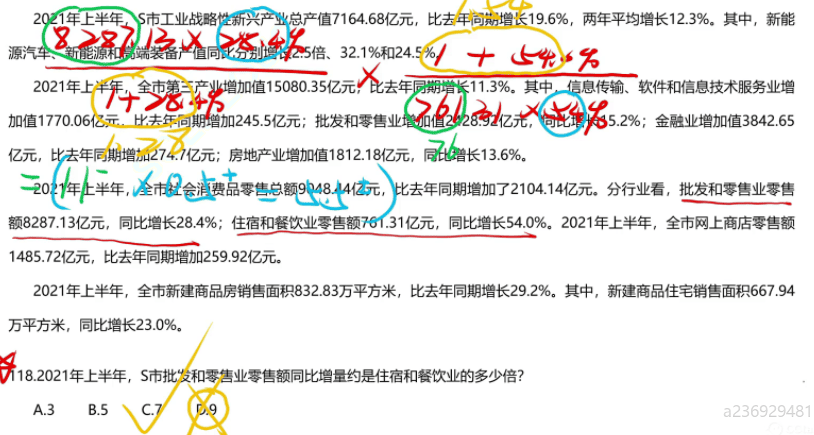 2021年上半年，S市工业战略性新兴产业总产值7164.68亿元，比去年同期增长19.6%，两年平均增长12.3%。其中，新能
源汽车、新能源和高端装备产值同比分别增长2.5倍、32.1%和24.5%。
8287.13 × 28.4%
1 + 54.0%
2021年上半年，全市第三产业增加值15080.35亿元，比去年同期增长11.3%。其中，信息传输、软件和信息技术服务业增
×
1+28.4%
761.31 × 54%
加值1770.06亿元，比去年同期增加245.5亿元；批发和零售业增加值2128.92亿元，同比增长15.2%；金融业增加值3842.65
1.28
76
亿元，比去年同期增加274.7亿元；房地产业增加值1812.18亿元，同比增长13.6%。
= (11⁻ × 0.5⁺ = 5.5⁺)
2021年上半年，全市社会消费品零售总额9048.44亿元，比去年同期增加了2104.14亿元。分行业看，批发和零售业零售
额8287.13亿元，同比增长28.4%；住宿和餐饮业零售额761.31亿元，同比增长54.0%。2021年上半年，全市网上商店零售额
1485.72亿元，比去年同期增加259.92亿元。
2021年上半年，全市新建商品房销售面积832.83万平方米，比去年同期增长29.2%。其中，新建商品住宅销售面积667.94
万平方米，同比增长23.0%。
118.2021年上半年，S市批发和零售业零售额同比增量约是住宿和餐饮业的多少倍？
A.3 B.5 C.7 D.9
a236929481